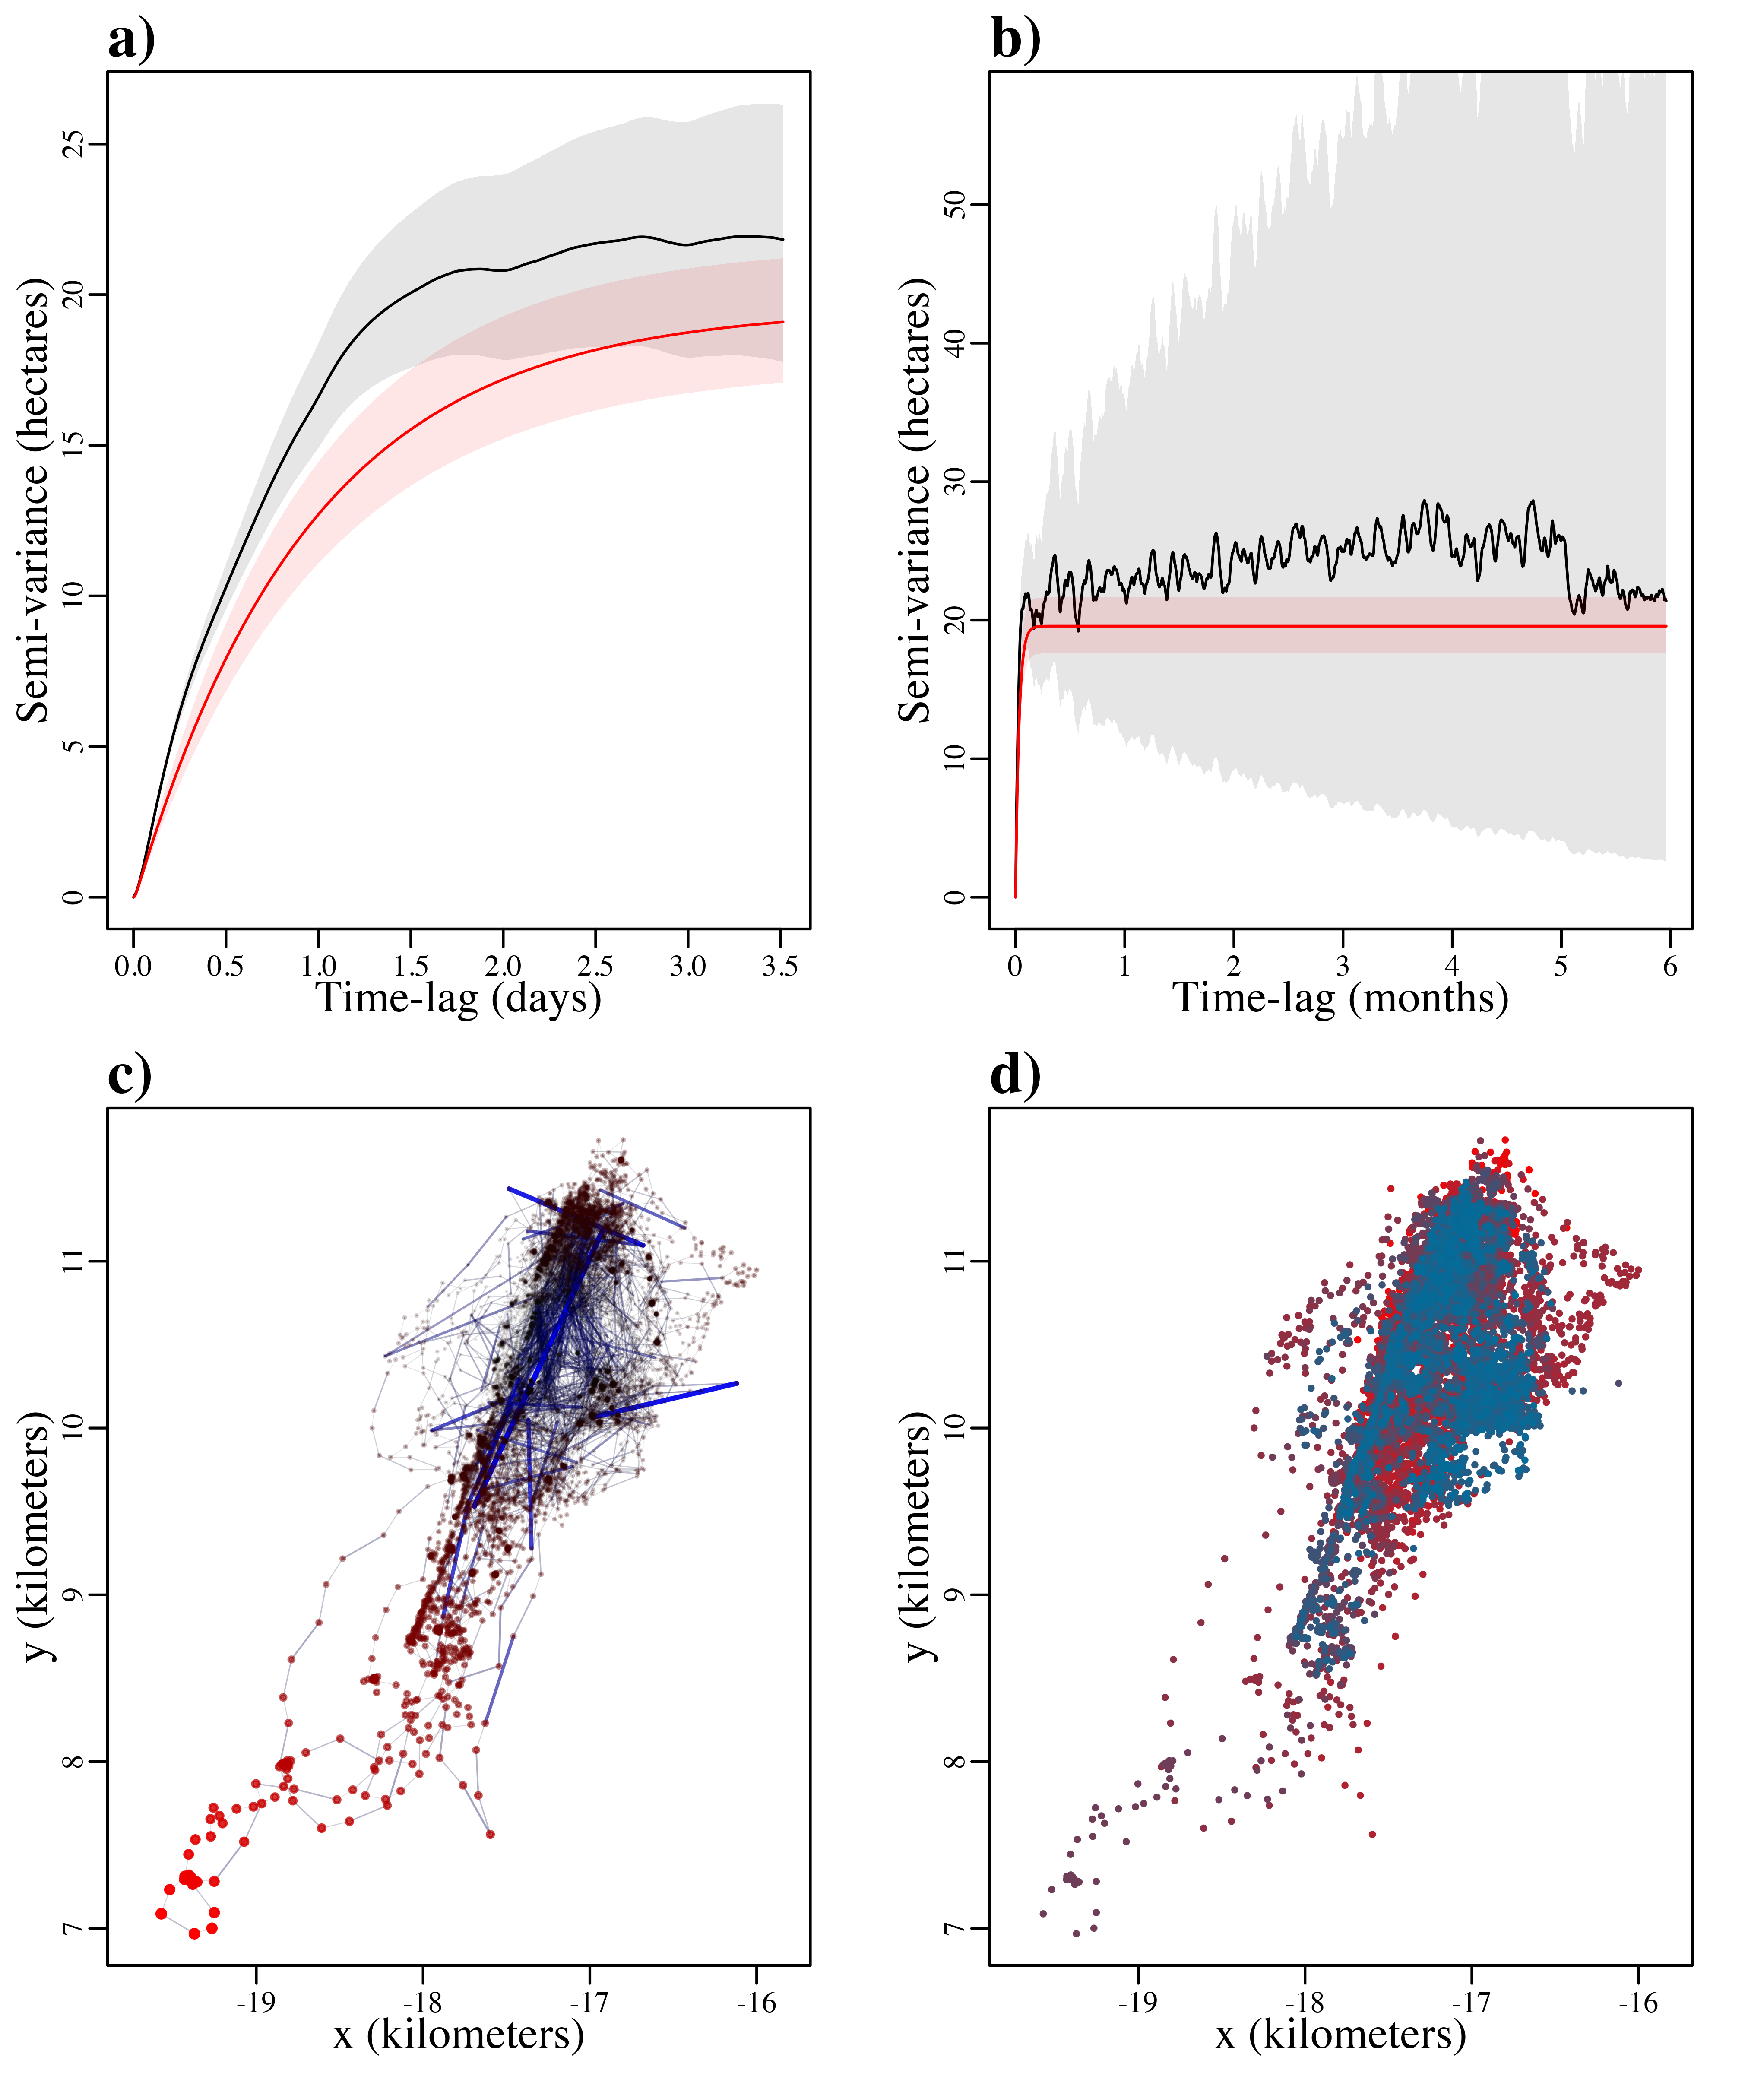 a)
Semi-variance (hectares)
0 5 10 15 20 25
0.0 0.5 1.0 1.5 2.0 2.5 3.0 3.5
Time-lag (days)
b)
Semi-variance (hectares)
0 10 20 30 40 50
0 1 2 3 4 5 6
Time-lag (months)
c)
y (kilometers)
7 8 9 10 11
-19 -18 -17 -16
x (kilometers)
d)
y (kilometers)
7 8 9 10 11
-19 -18 -17 -16
x (kilometers)